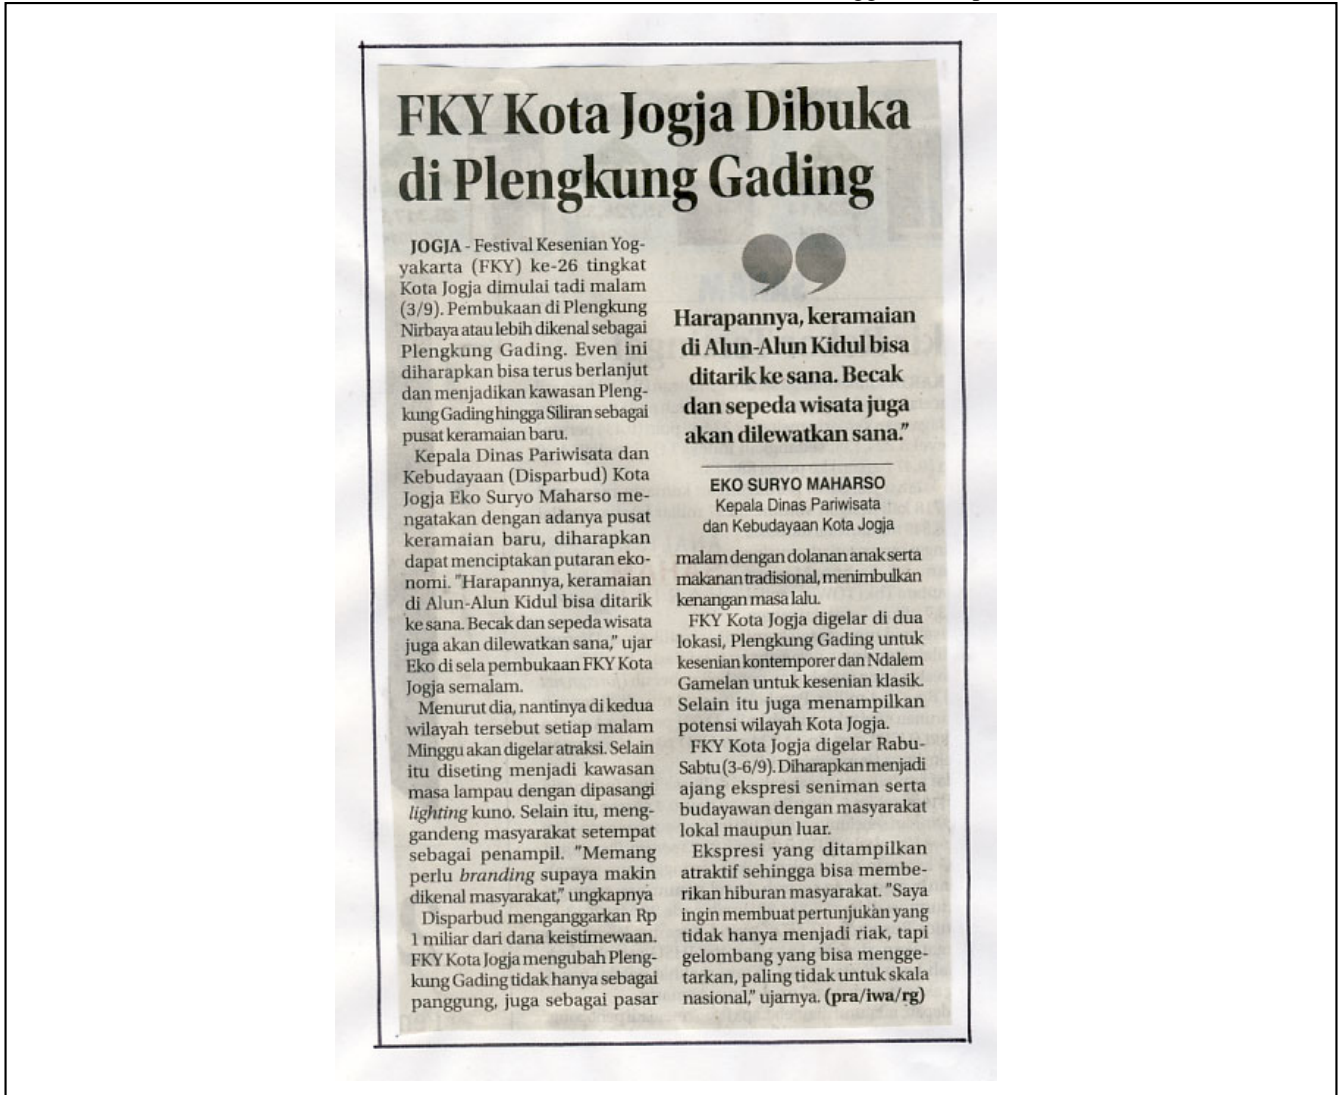 FKY Kota Jogja Dibuka
di Plengkung Gading
JOGJA - Festival Kesenian Yog-
yakarta (FKY) ke-26 tingkat
Kota Jogja dimulai tadi malam
(3/9). Pembukaan di Plengkung
Nirbaya atau lebih dikenal sebagai
Plengkung Gading. Even ini
diharapkan bisa terus berlanjut
dan menjadikan kawasan Pleng-
kung Gading hingga Siliran sebagai
pusat keramaian baru.
Kepala Dinas Pariwisata dan
Kebudayaan (Disparbud) Kota
Jogja Eko Suryo Maharso me-
ngatakan dengan adanya pusat
keramaian baru, diharapkan
dapat menciptakan putaran eko-
nomi. "Harapannya, keramaian
di Alun-Alun Kidul bisa ditarik
ke sana. Becak dan sepeda wisata
juga akan dilewatkan sana," ujar
Eko di sela pembukaan FKY Kota
Jogja semalam.
Menurut dia, nantinya di kedua
wilayah tersebut setiap malam
Minggu akan digelar atraksi. Selain
itu diseting menjadi kawasan
masa lampau dengan dipasangi
lighting kuno. Selain itu, meng-
gandeng masyarakat setempat
sebagai penampil. "Memang
perlu branding supaya makin
dikenal masyarakat," ungkapnya
Disparbud menganggarkan Rp
1 miliar dari dana keistimewaan.
FKY Kota Jogja mengubah Pleng-
kung Gading tidak hanya sebagai
panggung, juga sebagai pasar
"
Harapannya, keramaian
di Alun-Alun Kidul bisa
ditarik ke sana. Becak
dan sepeda wisata juga
akan dilewatkan sana."
EKO SURYO MAHARSO
Kepala Dinas Pariwisata
dan Kebudayaan Kota Jogja
malam dengan dolanan anak serta
makanan tradisional, menimbulkan
kenangan masa lalu.
FKY Kota Jogja digelar di dua
lokasi, Plengkung Gading untuk
kesenian kontemporer dan Ndalem
Gamelan untuk kesenian klasik.
Selain itu juga menampilkan
potensi wilayah Kota Jogja.
FKY Kota Jogja digelar Rabu-
Sabtu (3-6/9). Diharapkan menjadi
ajang ekspresi seniman serta
budayawan dengan masyarakat
lokal maupun luar.
Ekspresi yang ditampilkan
atraktif sehingga bisa membe-
rikan hiburan masyarakat. "Saya
ingin membuat pertunjukan yang
tidak hanya menjadi riak, tapi
gelombang yang bisa mengge-
tarkan, paling tidak untuk skala
nasional," ujarnya. (pra/iwa/rg)